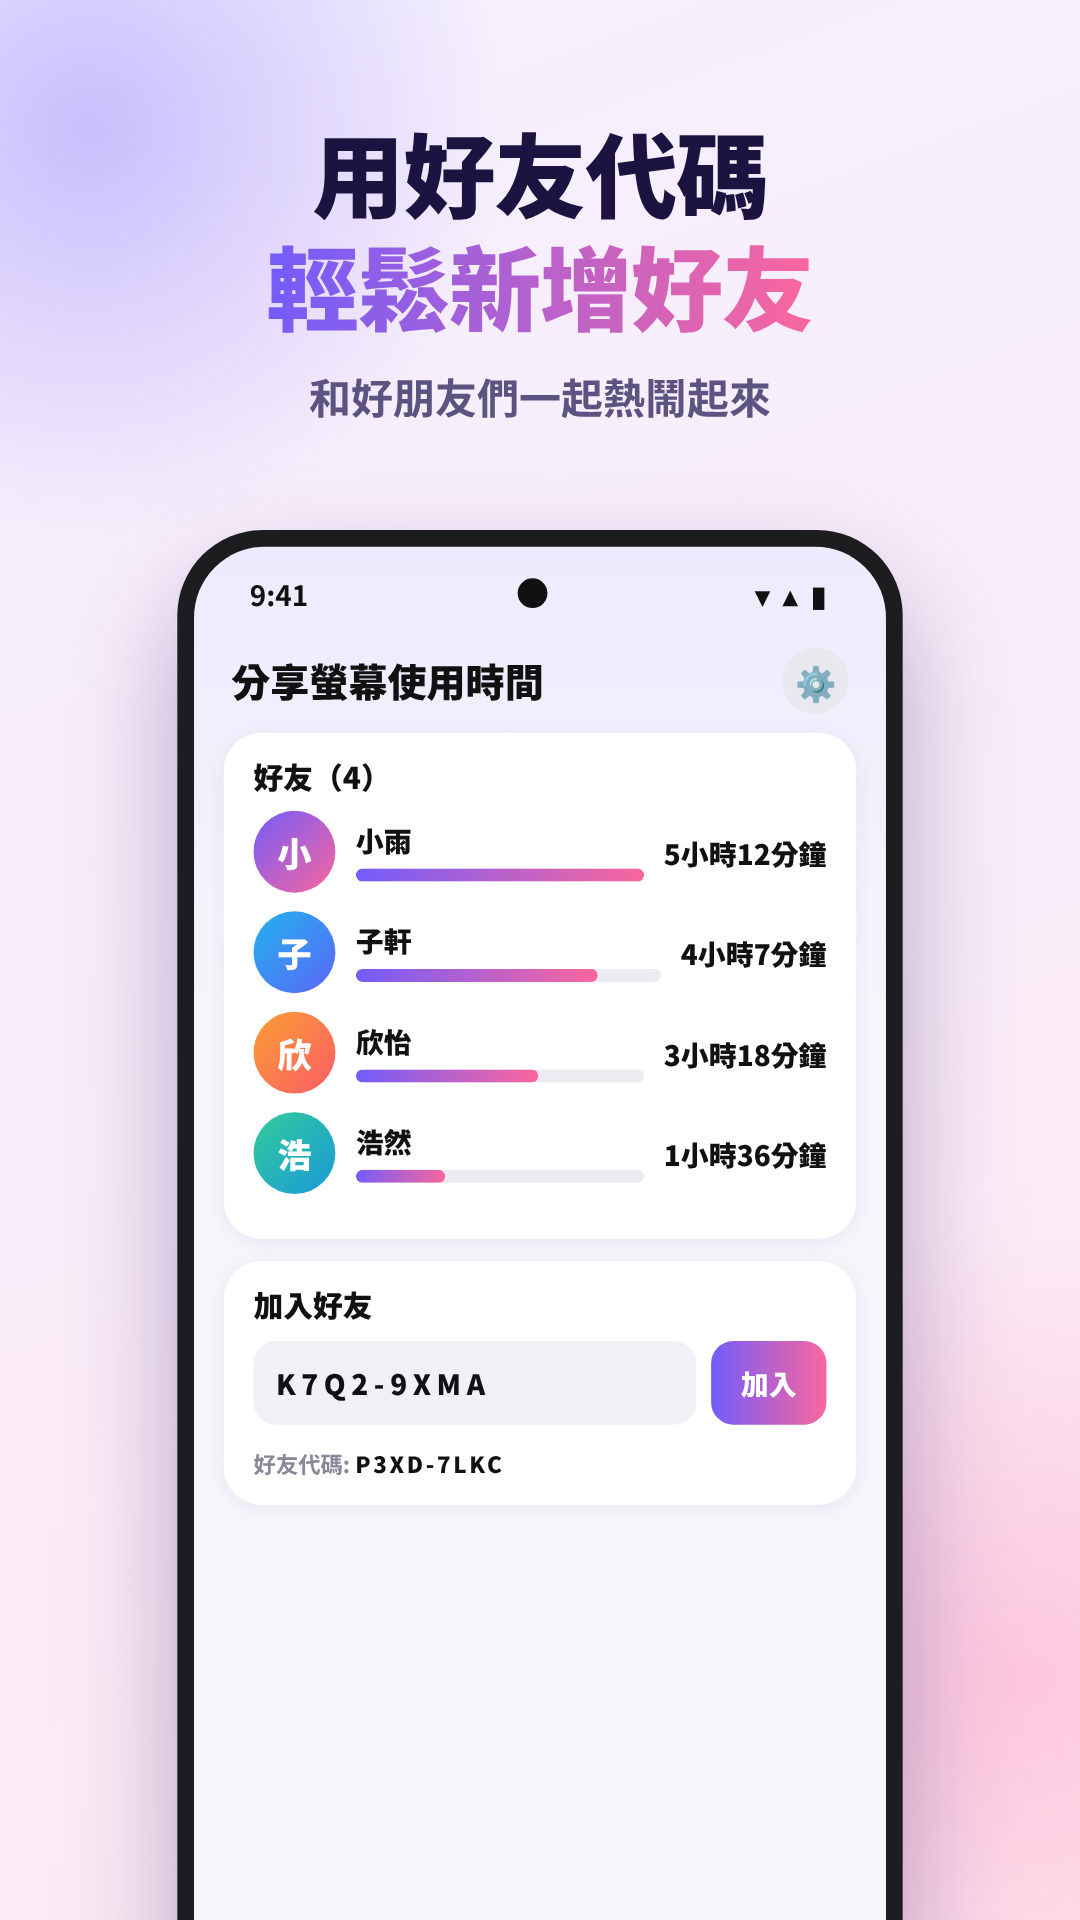 用好友代碼
輕鬆新增好友
和好朋友們一起熱鬧起來
9:41
分享螢幕使用時間
好友（4）
小
小雨
5小時12分鐘
子
子軒
4小時7分鐘
欣
欣怡
3小時18分鐘
浩
浩然
1小時36分鐘
加入好友
K7Q2-9XMA
加入
好友代碼: P3XD-7LKC